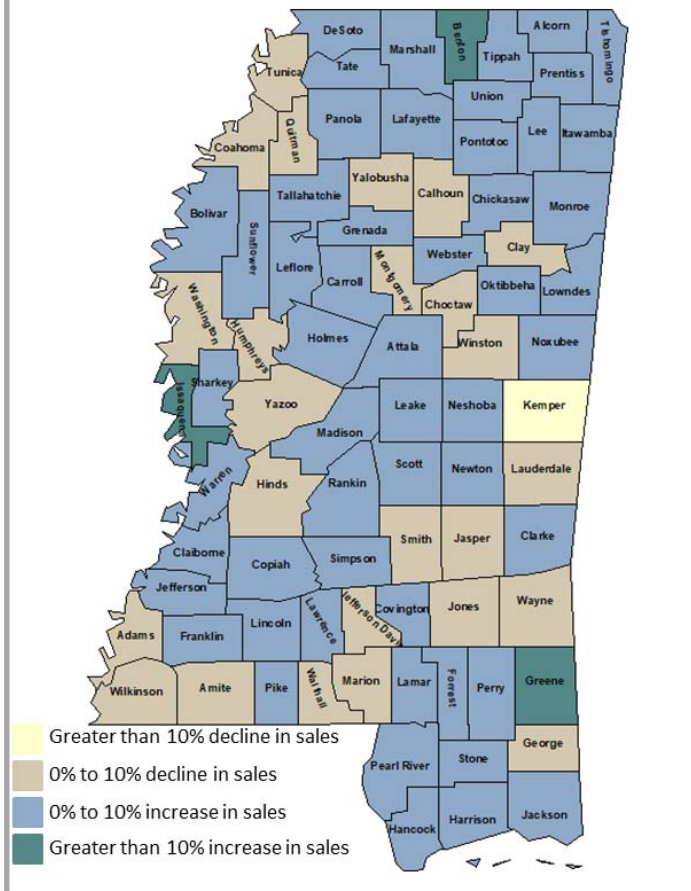 DeSoto
Marshall
Benton
Tippah
Alcorn
Tishomingo
Tunica
Tate
Prentiss
Union
Panola
Lafayette
Quitman
Coahoma
Pontotoc
Lee
Itawamba
Yalobusha
Calhoun
Tallahatchie
Chickasaw
Monroe
Bolivar
Sunflower
Grenada
Leflore
Carroll
Montgomery
Webster
Clay
Oktibbeha
Lowndes
Choctaw
Washington
Humphreys
Holmes
Attala
Winston
Noxubee
Sharkey
Issaquena
Yazoo
Leake
Neshoba
Kemper
Madison
Warren
Hinds
Rankin
Scott
Newton
Lauderdale
Smith
Jasper
Clarke
Claiborne
Copiah
Simpson
Jefferson
Lincoln
Lawrence
Jefferson Davis
Covington
Jones
Wayne
Adams
Franklin
Wilkinson
Amite
Pike
Walthall
Marion
Lamar
Forrest
Perry
Greene
George
Pearl River
Stone
Hancock
Harrison
Jackson
Greater than 10% decline in sales
0% to 10% decline in sales
0% to 10% increase in sales
Greater than 10% increase in sales